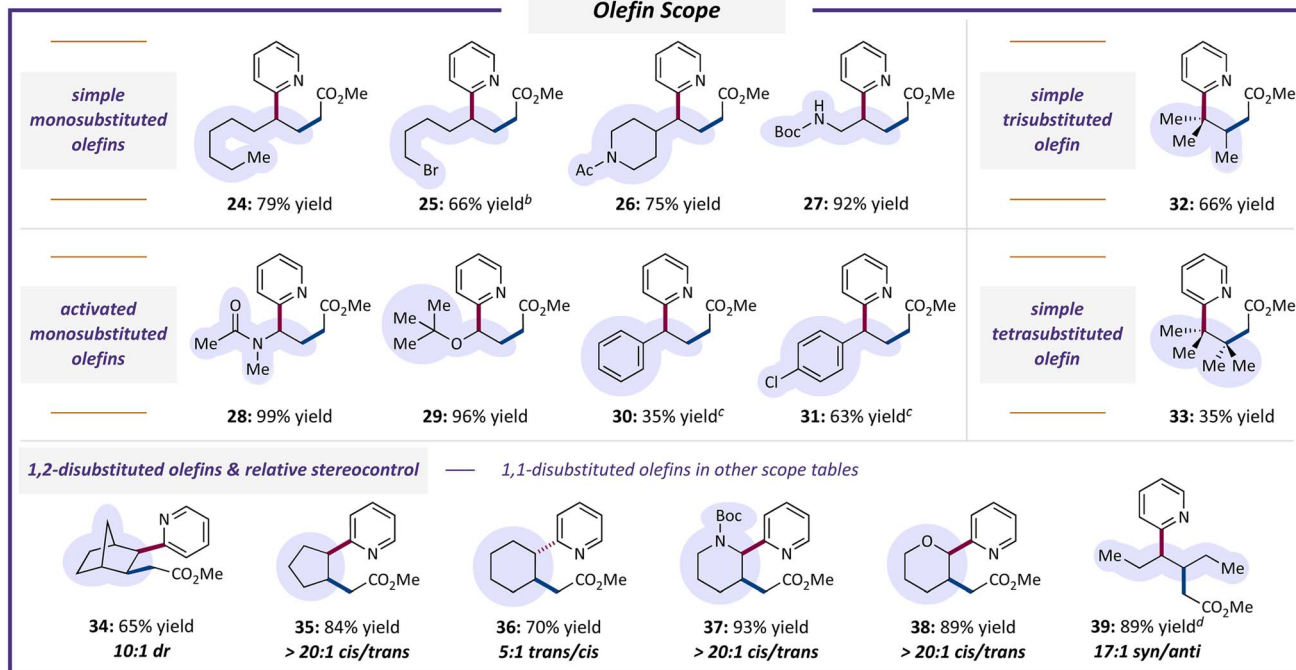 Olefin Scope
simple
monosubstituted
olefins
N
CO₂Me
Me
24: 79% yield
N
CO₂Me
Br
25: 66% yieldᵇ
N
CO₂Me
N
Ac
26: 75% yield
N
CO₂Me
H
N
Boc
27: 92% yield
simple
trisubstituted
olefin
N
CO₂Me
Me
Me
Me
32: 66% yield
activated
monosubstituted
olefins
N
CO₂Me
O
Me
N
Me
28: 99% yield
N
CO₂Me
Me
Me
Me
O
29: 96% yield
N
CO₂Me
30: 35% yieldᶜ
N
CO₂Me
Cl
31: 63% yieldᶜ
simple
tetrasubstituted
olefin
N
CO₂Me
Me
Me
Me
Me
33: 35% yield
1,2-disubstituted olefins & relative stereocontrol — 1,1-disubstituted olefins in other scope tables
N
CO₂Me
34: 65% yield
10:1 dr
N
CO₂Me
35: 84% yield
> 20:1 cis/trans
N
CO₂Me
36: 70% yield
5:1 trans/cis
Boc
N
N
CO₂Me
37: 93% yield
> 20:1 cis/trans
O
N
CO₂Me
38: 89% yield
> 20:1 cis/trans
N
Me
Me
CO₂Me
39: 89% yieldᵈ
17:1 syn/anti